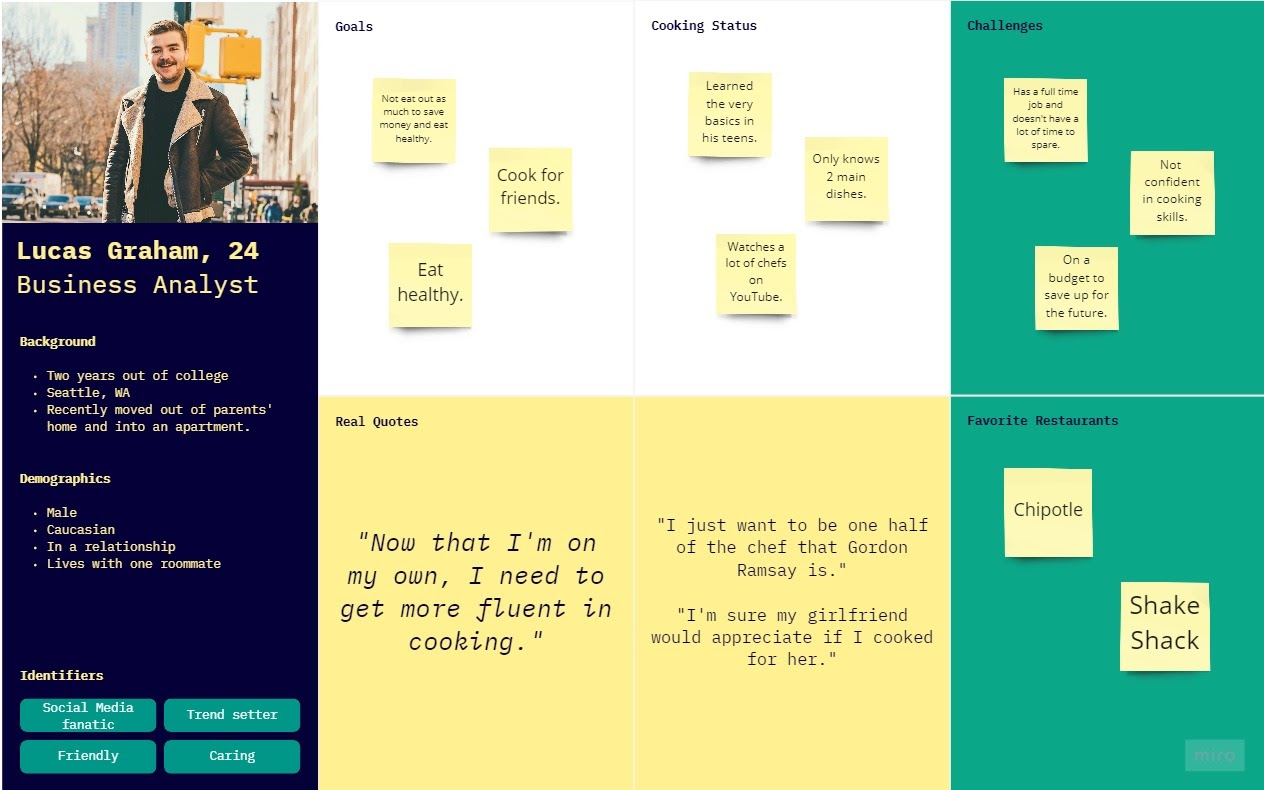 Lucas Graham, 24
Business Analyst
Background
• Two years out of college
• Seattle, WA
• Recently moved out of parents'
home and into an apartment.
Demographics
• Male
• Caucasian
• In a relationship
• Lives with one roommate
Identifiers
Social Media
fanatic
Trend setter
Friendly
Caring
Goals
Not eat out as
much to save
money and eat
healthy.
Cook for
friends.
Eat
healthy.
Cooking Status
Learned
the very
basics in
his teens.
Only knows
2 main
dishes.
Watches a
lot of chefs
on
YouTube.
Challenges
Has a full time
job and
doesn't have a
lot of time to
spare.
Not
confident
in cooking
skills.
On a
budget to
save up for
the future.
Real Quotes
"Now that I'm on
my own, I need to
get more fluent in
cooking."
"I just want to be one half
of the chef that Gordon
Ramsay is."
"I'm sure my girlfriend
would appreciate if I cooked
for her."
Favorite Restaurants
Chipotle
Shake
Shack
miro